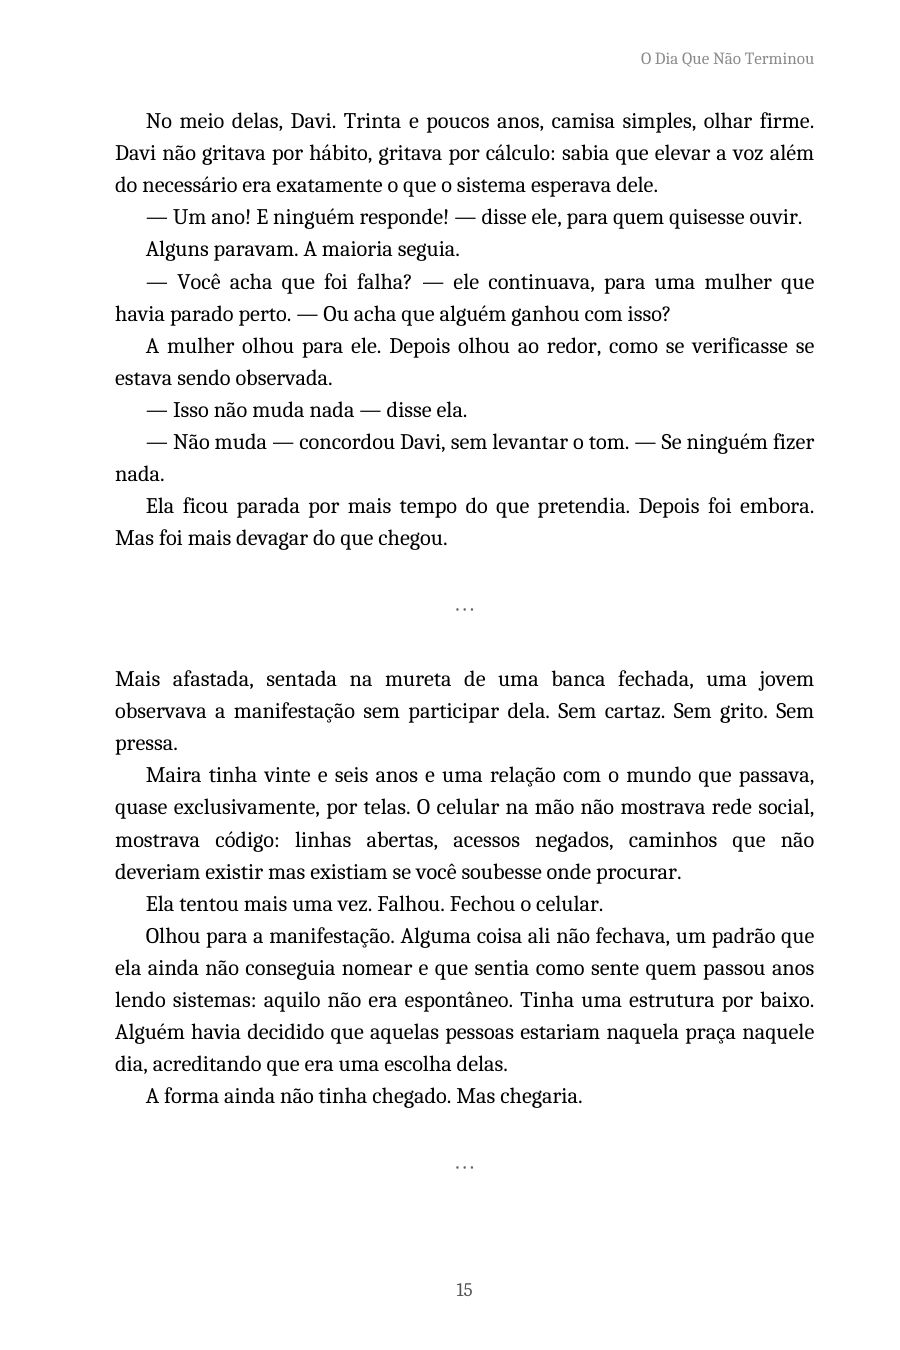 O Dia Que Não Terminou
No meio delas, Davi. Trinta e poucos anos, camisa simples, olhar firme.
Davi não gritava por hábito, gritava por cálculo: sabia que elevar a voz além
do necessário era exatamente o que o sistema esperava dele.
— Um ano! E ninguém responde! — disse ele, para quem quisesse ouvir.
Alguns paravam. A maioria seguia.
— Você acha que foi falha? — ele continuava, para uma mulher que
havia parado perto. — Ou acha que alguém ganhou com isso?
A mulher olhou para ele. Depois olhou ao redor, como se verificasse se
estava sendo observada.
— Isso não muda nada — disse ela.
— Não muda — concordou Davi, sem levantar o tom. — Se ninguém fizer
nada.
Ela ficou parada por mais tempo do que pretendia. Depois foi embora.
Mas foi mais devagar do que chegou.
...
Mais afastada, sentada na mureta de uma banca fechada, uma jovem
observava a manifestação sem participar dela. Sem cartaz. Sem grito. Sem
pressa.
Maira tinha vinte e seis anos e uma relação com o mundo que passava,
quase exclusivamente, por telas. O celular na mão não mostrava rede social,
mostrava código: linhas abertas, acessos negados, caminhos que não
deveriam existir mas existiam se você soubesse onde procurar.
Ela tentou mais uma vez. Falhou. Fechou o celular.
Olhou para a manifestação. Alguma coisa ali não fechava, um padrão que
ela ainda não conseguia nomear e que sentia como sente quem passou anos
lendo sistemas: aquilo não era espontâneo. Tinha uma estrutura por baixo.
Alguém havia decidido que aquelas pessoas estariam naquela praça naquele
dia, acreditando que era uma escolha delas.
A forma ainda não tinha chegado. Mas chegaria.
...
15